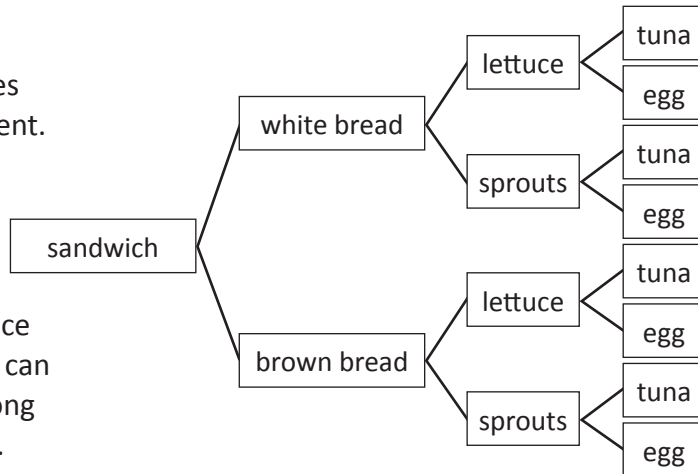 es
ent.
ce
can
ong
.
sandwich
white bread
brown bread
lettuce
sprouts
lettuce
sprouts
tuna
egg
tuna
egg
tuna
egg
tuna
egg